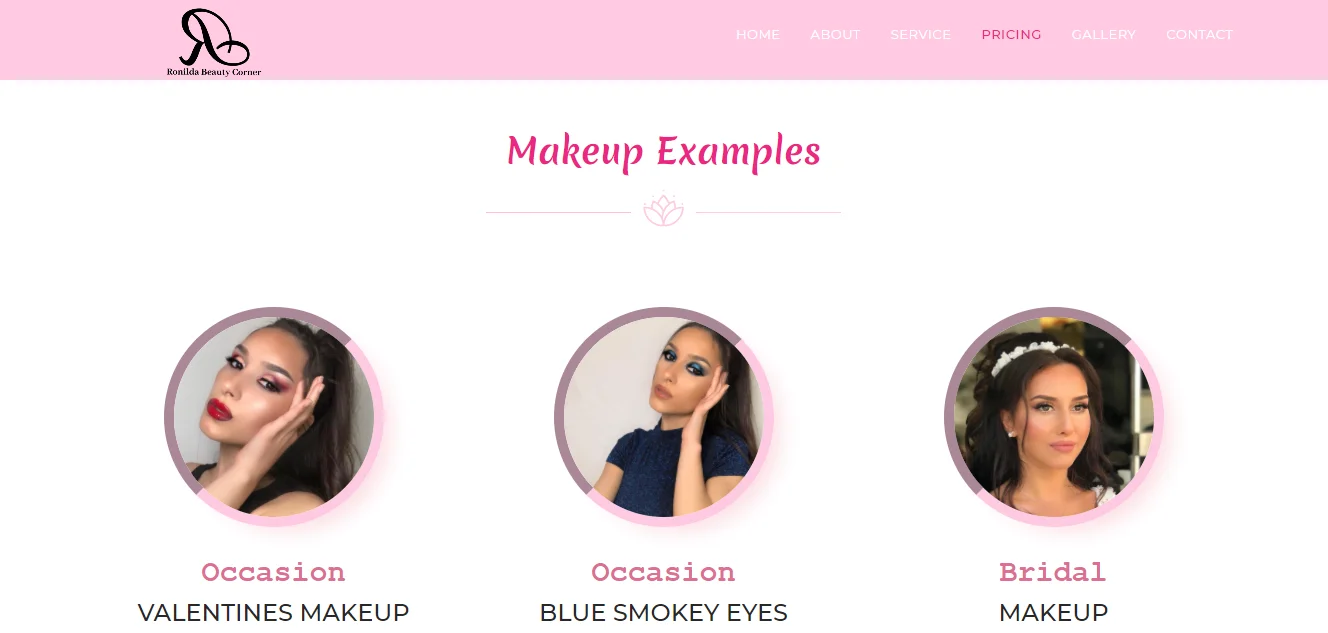 Ronilda Beauty Corner
HOME ABOUT SERVICE PRICING GALLERY CONTACT
Makeup Examples
Occasion
VALENTINES MAKEUP
Occasion
BLUE SMOKEY EYES
Bridal
MAKEUP